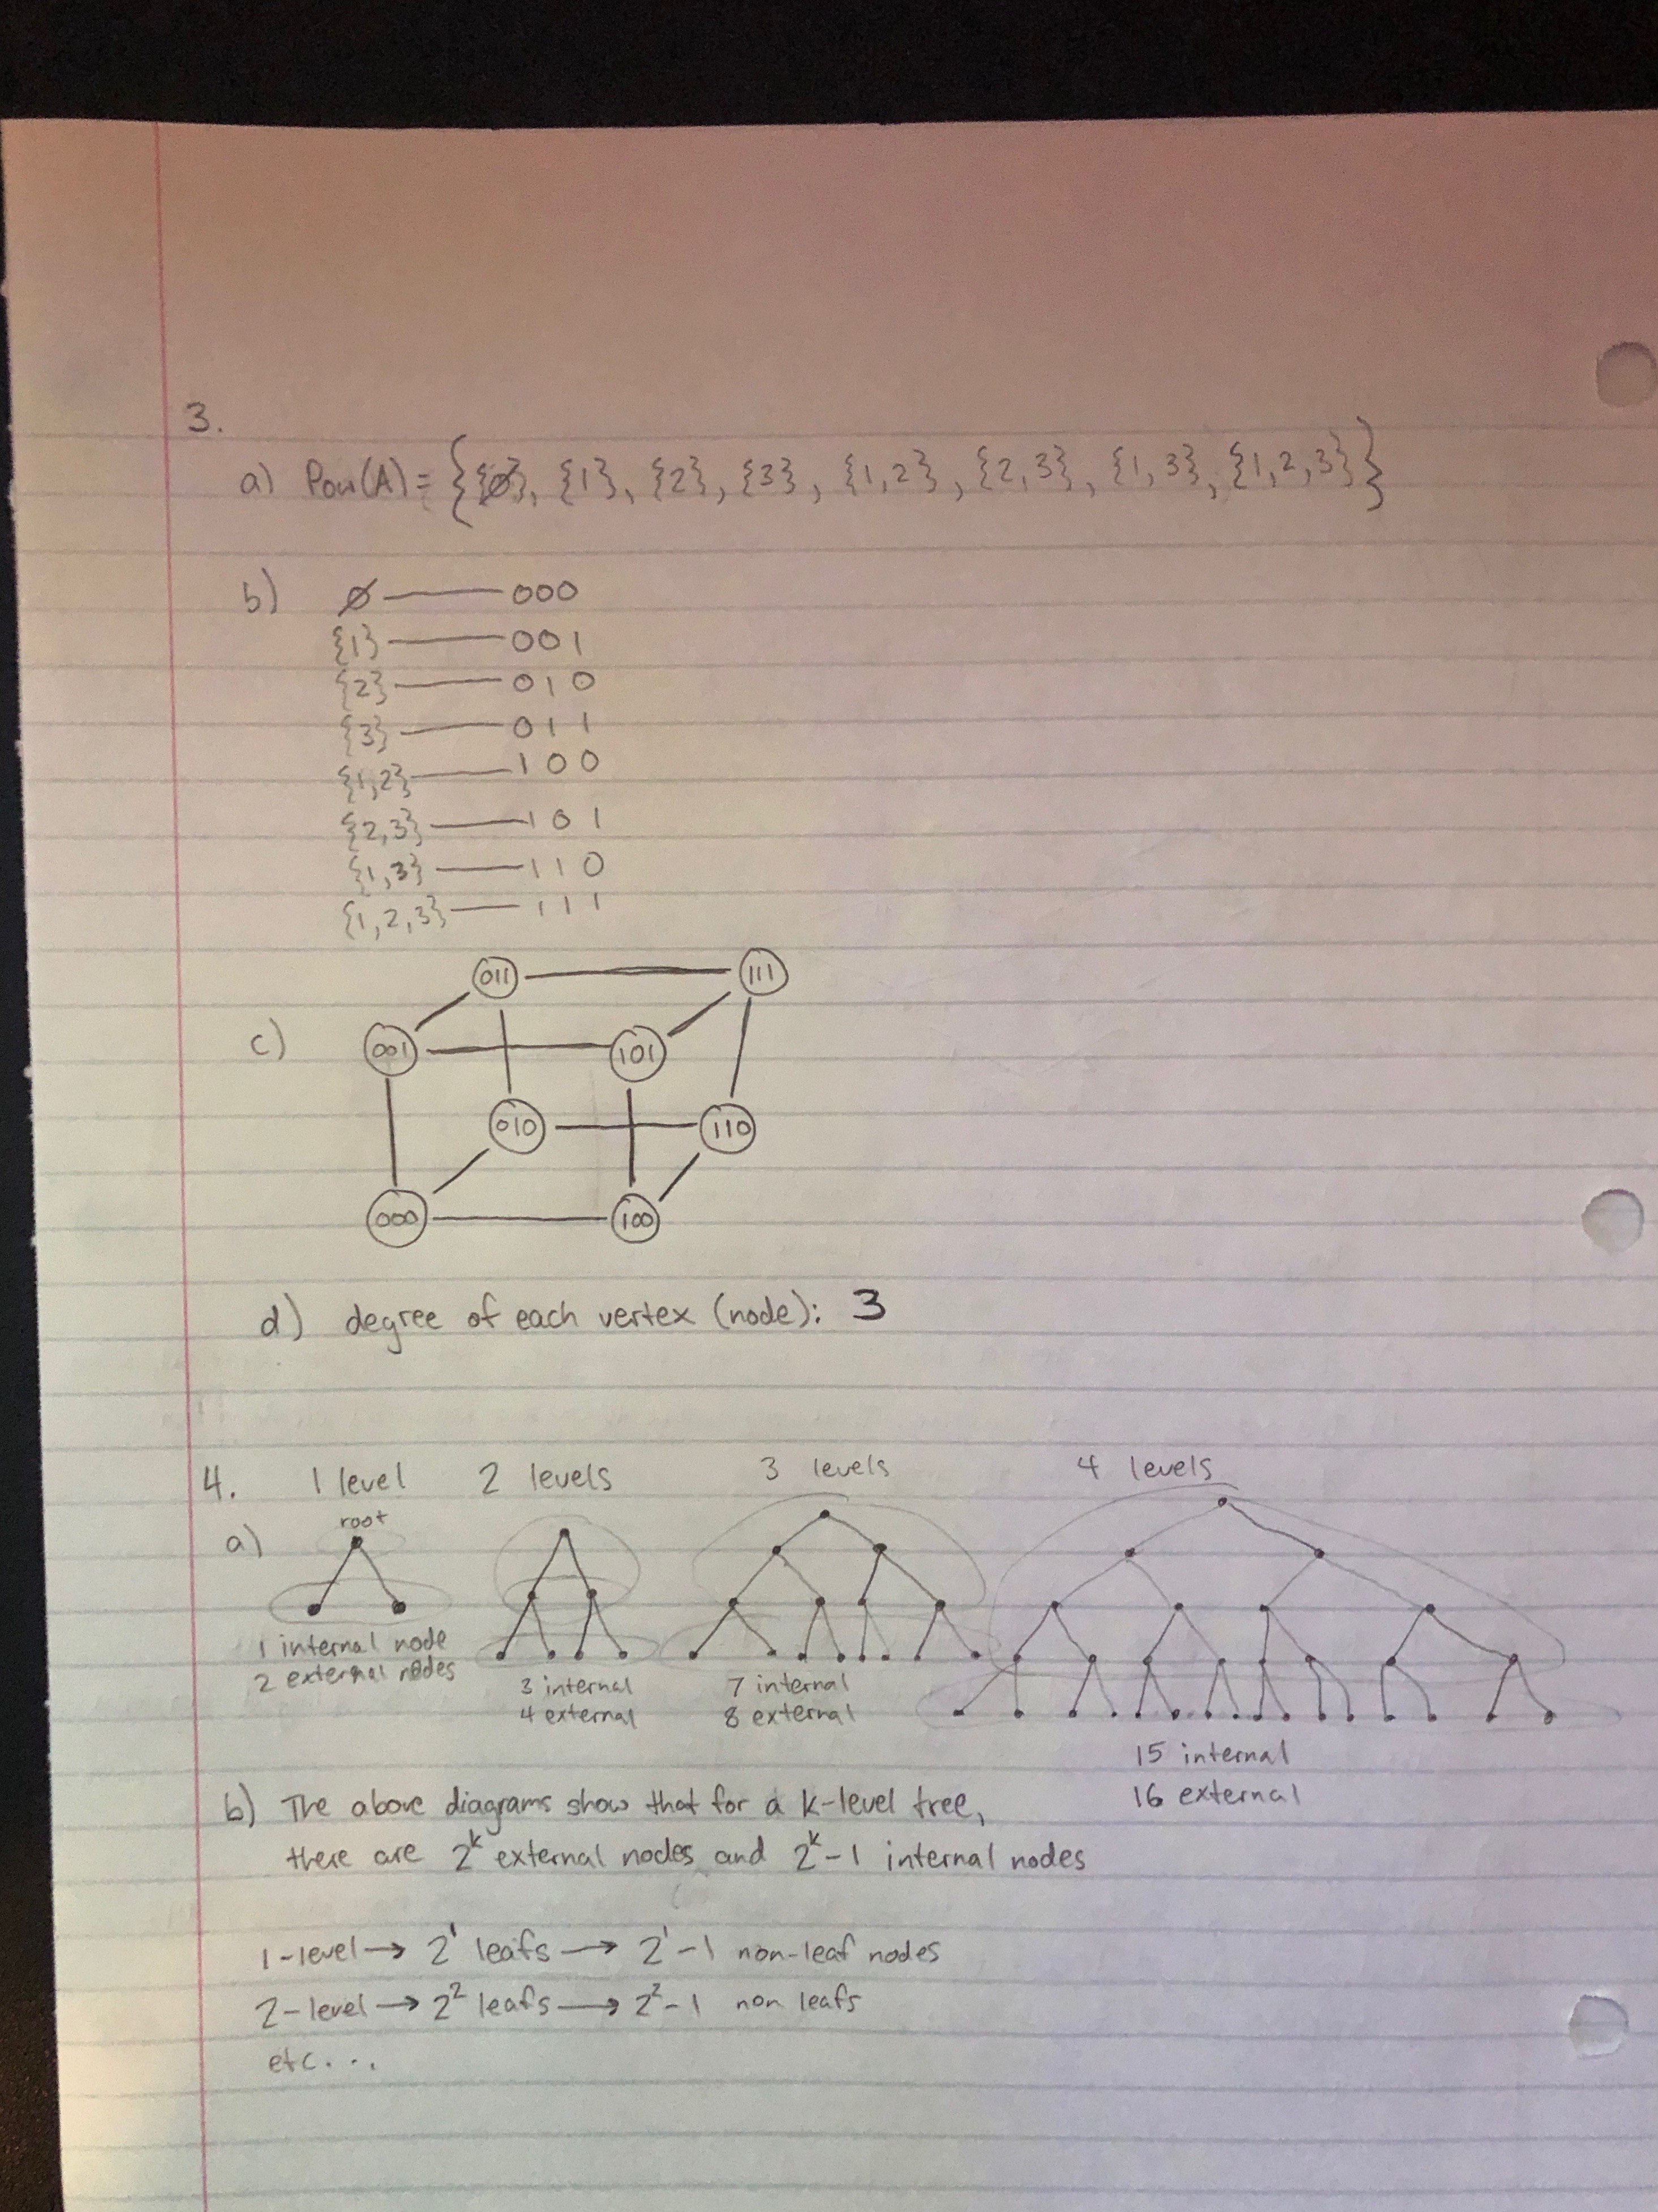 3.
a) Pow(A) = {{∅}, {1}, {2}, {3}, {1,2}, {2,3}, {1,3}, {1,2,3}}
b) ∅ — 000
{1} — 001
{2} — 010
{3} — 011
{1,2} — 100
{2,3} — 101
{1,3} — 110
{1,2,3} — 111
011 111
c) 001 101
010 110
000 100
d) degree of each vertex (node): 3
4. 1 level 2 levels 3 levels 4 levels
root
a)
1 internal node
2 external nodes
3 internal
4 external
7 internal
8 external
15 internal
16 external
b) The above diagrams show that for a k-level tree,
there are 2^k external nodes and 2^k-1 internal nodes
1-level → 2^1 leafs → 2^1-1 non-leaf nodes
2-level → 2^2 leafs → 2^2-1 non leafs
etc...